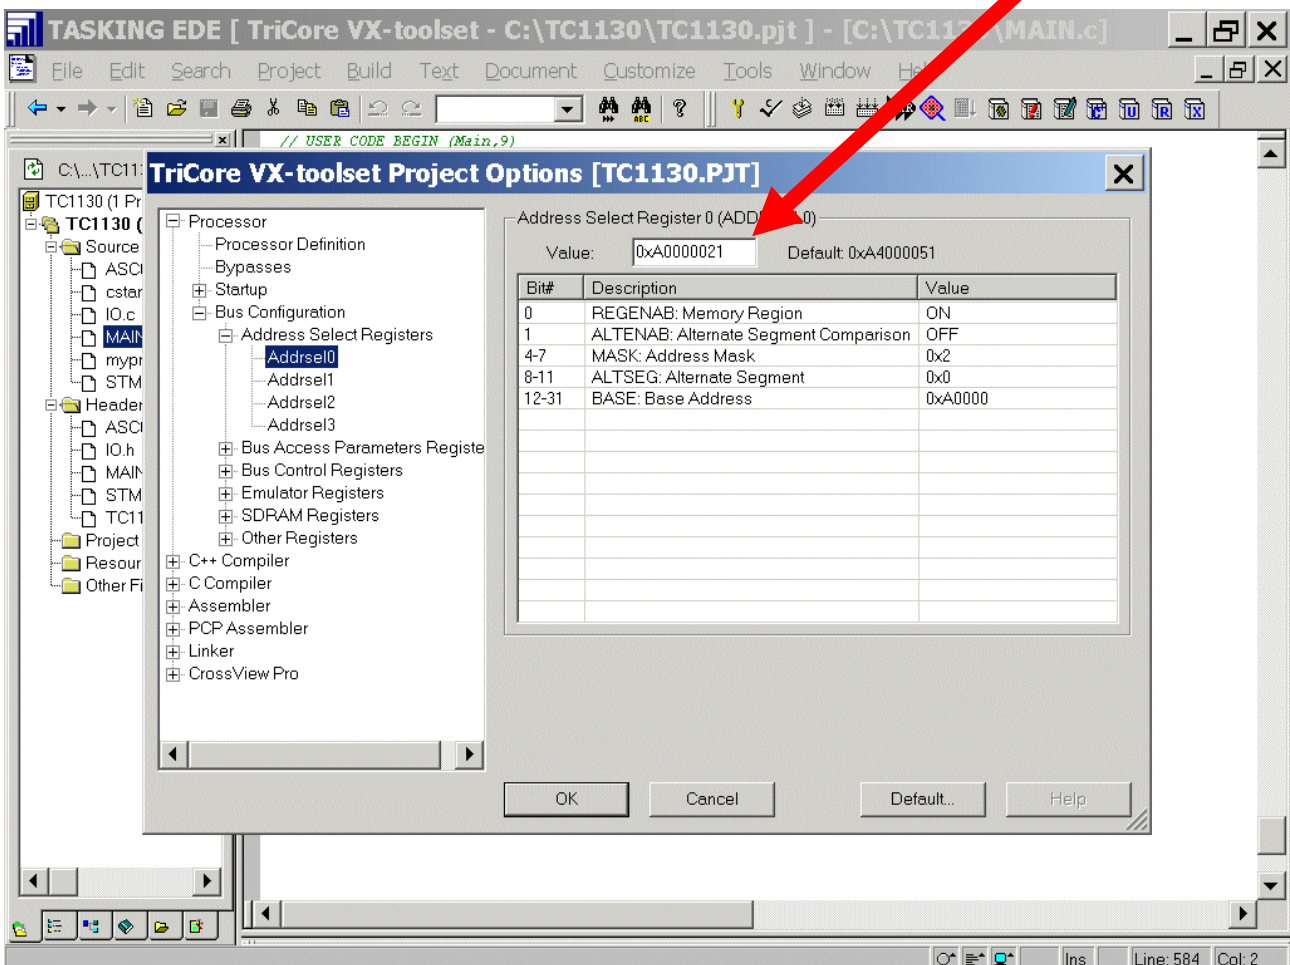 TASKING EDE [ TriCore VX-toolset - C:\TC1130\TC1130.pjt ] - [C:\TC11 \MAIN.c]
File Edit Search Project Build Text Document Customize Tools Window
// USER CODE BEGIN (Main,9)
C:\...\TC11
TriCore VX-toolset Project Options [TC1130.PJT]
TC1130 (1 Pr
TC1130 (
Source
ASC
cstar
IO.c
MAIN
mypr
STM
Header
ASC
IO.h
MAIN
STM
TC11
Project
Resour
Other Fi
Processor
Processor Definition
Bypasses
Startup
Bus Configuration
Address Select Registers
Addrsel0
Addrsel1
Addrsel2
Addrsel3
Bus Access Parameters Registe
Bus Control Registers
Emulator Registers
SDRAM Registers
Other Registers
C++ Compiler
C Compiler
Assembler
PCP Assembler
Linker
CrossView Pro
Address Select Register 0 (ADD L0)
Value: 0xA0000021 Default: 0xA4000051
Bit# Description Value
0 REGENAB: Memory Region ON
1 ALTENAB: Alternate Segment Comparison OFF
4-7 MASK: Address Mask 0x2
8-11 ALTSEG: Alternate Segment 0x0
12-31 BASE: Base Address 0xA0000
OK Cancel Default... Help
Ins Line: 584 Col: 2